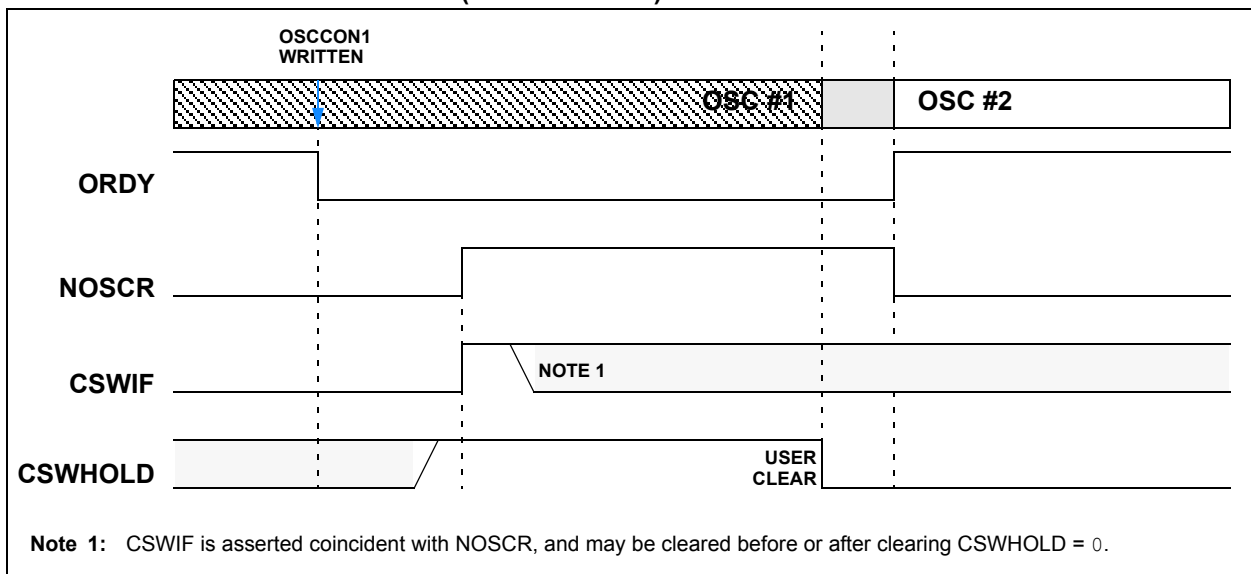 OSCCON1
WRITTEN
OSC #1
OSC #2
ORDY
NOSCR
CSWIF
NOTE 1
CSWHOLD
USER
CLEAR
Note 1: CSWIF is asserted coincident with NOSCR, and may be cleared before or after clearing CSWHOLD = 0.